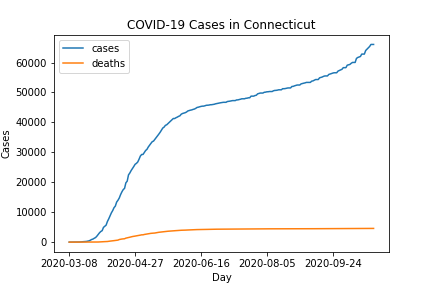 COVID-19 Cases in Connecticut
cases
deaths
60000
50000
40000
30000
20000
10000
0
Cases
2020-03-08 2020-04-27 2020-06-16 2020-08-05 2020-09-24
Day